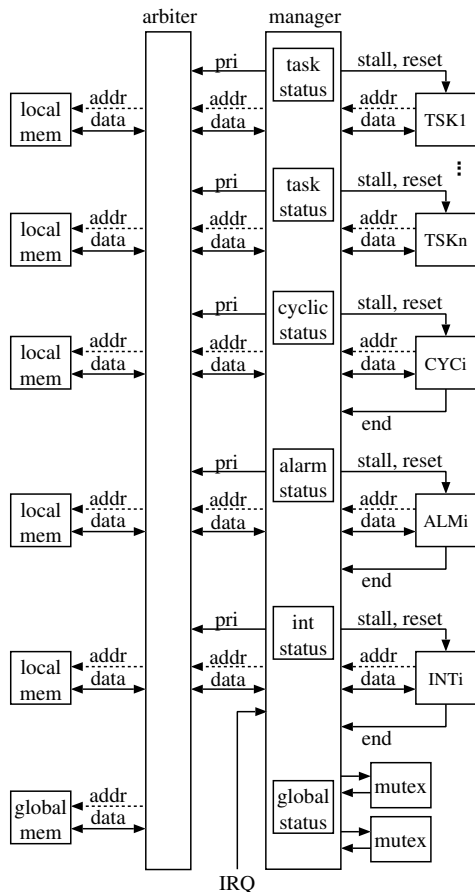 arbiter manager
pri task status stall, reset
local mem addr data addr data addr data TSK1
⋮
pri task status stall, reset
local mem addr data addr data addr data TSKn
pri cyclic status stall, reset
local mem addr data addr data addr data CYCi
end
pri alarm status stall, reset
local mem addr data addr data addr data ALMi
end
pri int status stall, reset
local mem addr data addr data addr data INTi
end
global mem addr data global status mutex
mutex
IRQ